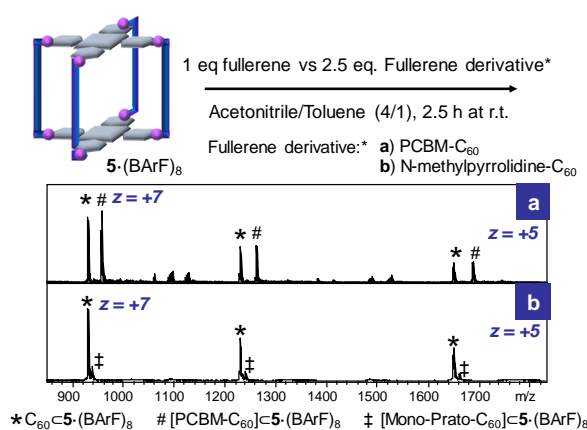 1 eq fullerene vs 2.5 eq. Fullerene derivative*
Acetonitrile/Toluene (4/1), 2.5 h at r.t.
Fullerene derivative:* a) PCBM-C60
b) N-methylpyrrolidine-C60
5·(BArF)8
* # z = +7 a
* #
* # z = +5
* z = +7 b
‡
* ‡
z = +5
* ‡
900 1000 1100 1200 1300 1400 1500 1600 1700 m/z
* C60⊂5·(BArF)8 # [PCBM-C60]⊂5·(BArF)8 ‡ [Mono-Prato-C60]⊂5·(BArF)8